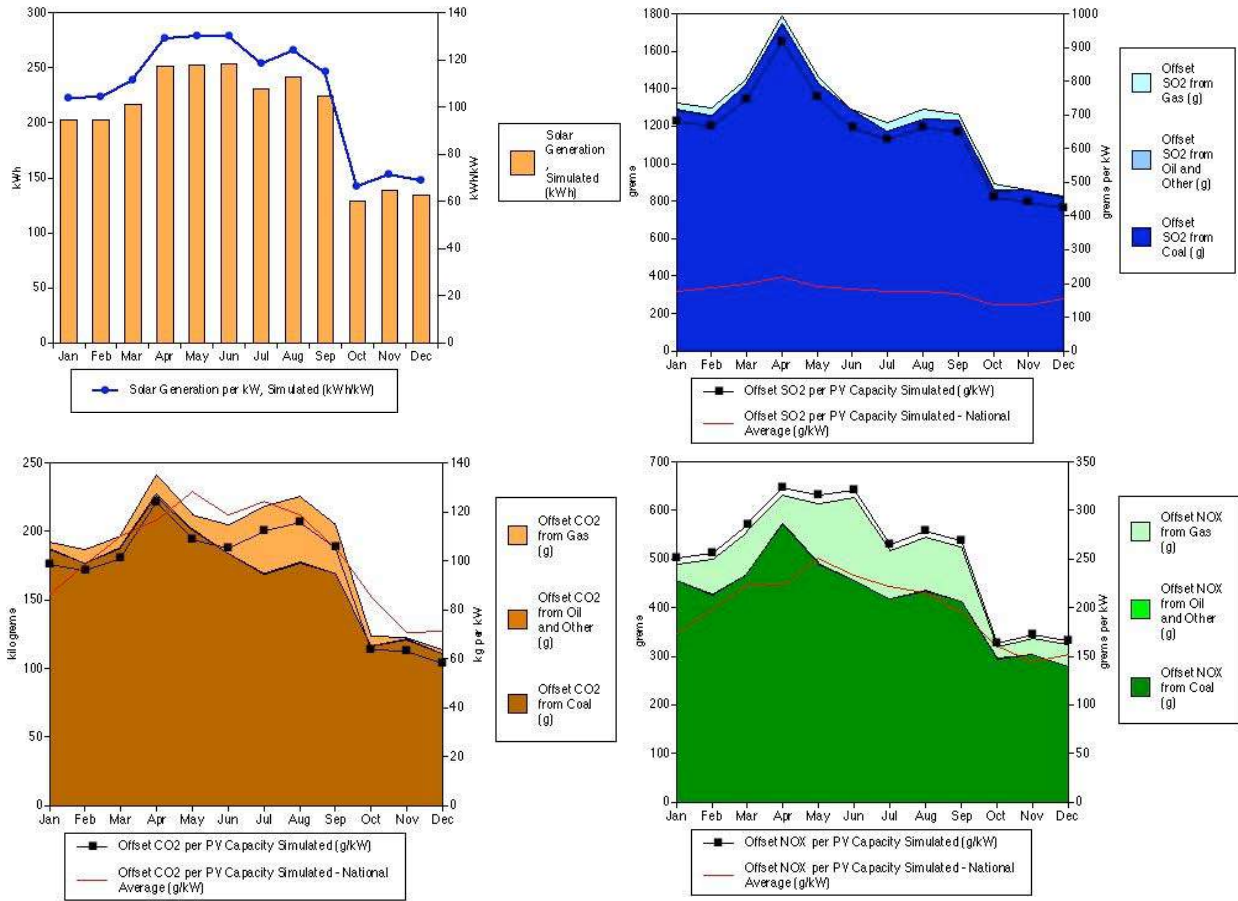 300
250
200
150
100
50
0
kWh
140
120
100
80
60
40
20
0
kWh/kW
Jan Feb Mar Apr May Jun Jul Aug Sep Oct Nov Dec
Solar
Generation
,
Simulated
(kWh)
Solar Generation per kW, Simulated (kWh/kW)
1800
1600
1400
1200
1000
800
600
400
200
0
grams
1000
900
800
700
600
500
400
300
200
100
0
grams per kW
Jan Feb Mar Apr May Jun Jul Aug Sep Oct Nov Dec
Offset
SO2 from
Gas (g)
Offset
SO2 from
Oil and
Other (g)
Offset
SO2 from
Coal (g)
Offset SO2 per PV Capacity Simulated (g/kW)
Offset SO2 per PV Capacity Simulated - National
Average (g/kW)
250
200
150
100
50
0
kilograms
140
120
100
80
60
40
20
0
kg per kW
Jan Feb Mar Apr May Jun Jul Aug Sep Oct Nov Dec
Offset CO2
from Gas
(g)
Offset CO2
from Oil
and Other
(g)
Offset CO2
from Coal
(g)
Offset CO2 per PV Capacity Simulated (g/kW)
Offset CO2 per PV Capacity Simulated - National
Average (g/kW)
700
600
500
400
300
200
100
0
grams
350
300
250
200
150
100
50
0
grams per kW
Jan Feb Mar Apr May Jun Jul Aug Sep Oct Nov Dec
Offset NOX
from Gas
(g)
Offset NOX
from Oil
and Other
(g)
Offset NOX
from Coal
(g)
Offset NOX per PV Capacity Simulated (g/kW)
Offset NOX per PV Capacity Simulated - National
Average (g/kW)